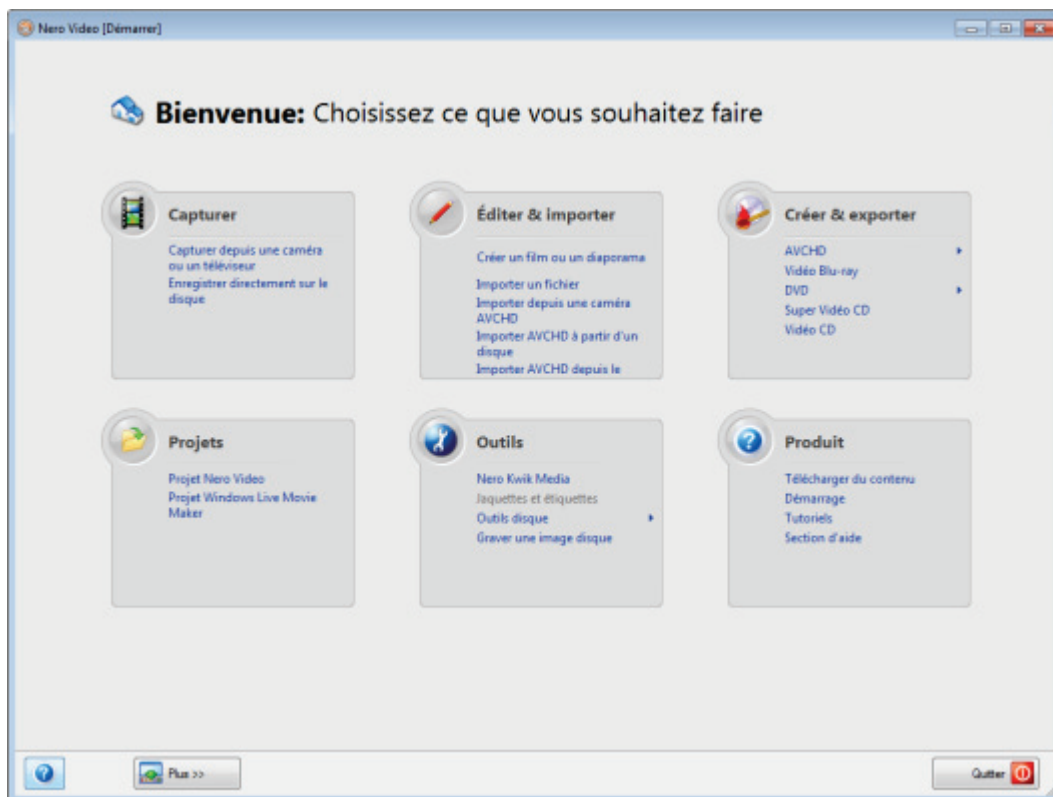 Nero Video [Démarrer]
Bienvenue: Choisissez ce que vous souhaitez faire
Capturer
Capturer depuis une caméra
ou un téléviseur
Enregistrer directement sur le
disque
Éditer & importer
Créer un film ou un diaporama
Importer un fichier
Importer depuis une caméra
AVCHD
Importer AVCHD à partir d'un
disque
Importer AVCHD depuis le
Créer & exporter
AVCHD
Vidéo Blu-ray
DVD
Super Vidéo CD
Vidéo CD
Projets
Projet Nero Video
Projet Windows Live Movie
Maker
Outils
Nero Kwik Media
Jaquettes et étiquettes
Outils disque
Graver une image disque
Produit
Télécharger du contenu
Démarrage
Tutoriels
Section d'aide
Plus >>
Quitter